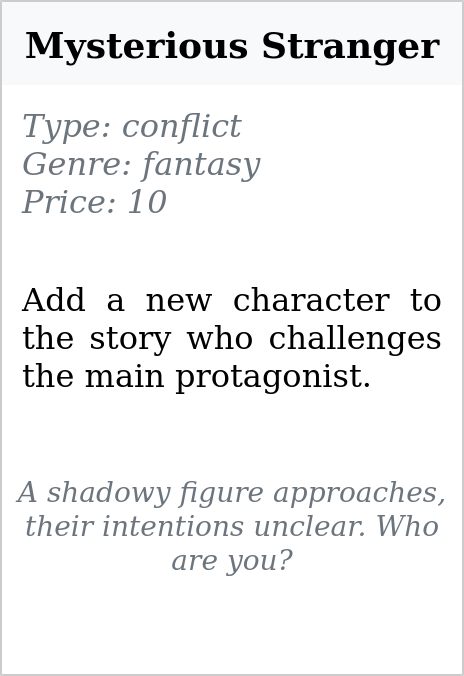 Mysterious Stranger
Type: conflict
Genre: fantasy
Price: 10
Add a new character to
the story who challenges
the main protagonist.
A shadowy figure approaches,
their intentions unclear. Who
are you?